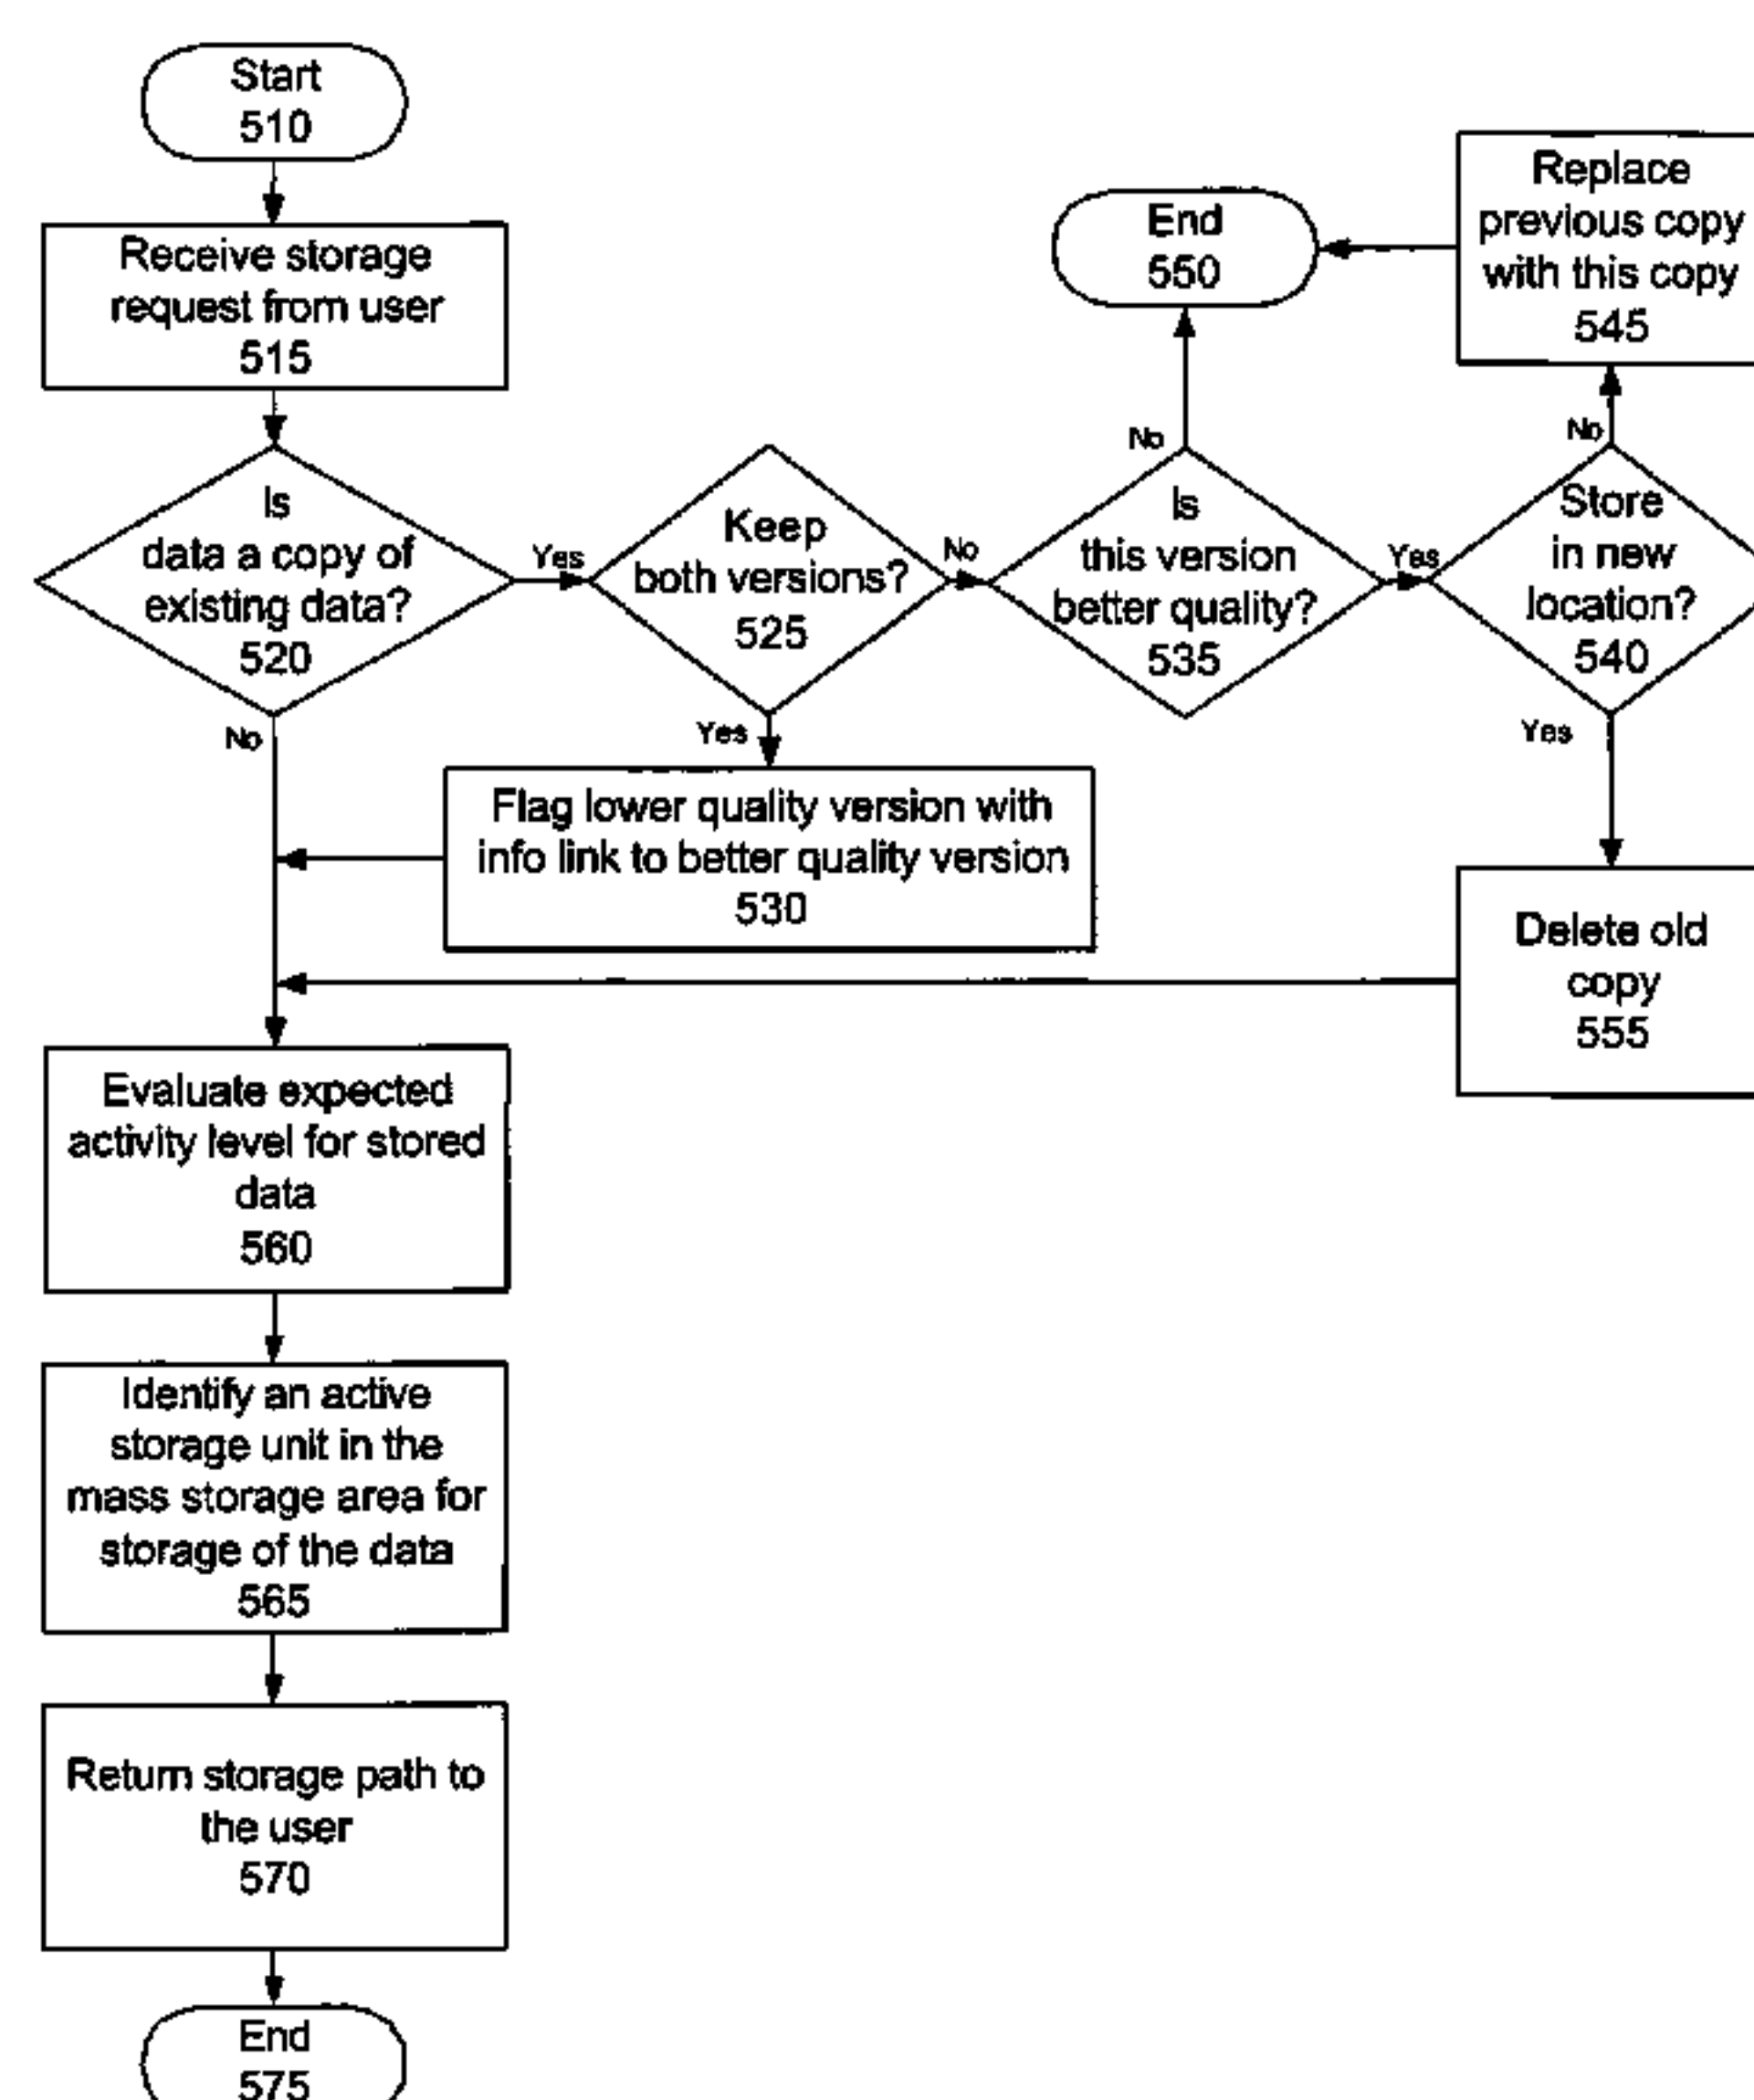 Start
510
Receive storage
request from user
515
Is
data a copy of
existing data?
520
Yes
No
Keep
both versions?
525
No
Yes
Is
this version
better quality?
535
No
Yes
End
550
Store
in new
location?
540
No
Yes
Replace
previous copy
with this copy
545
Flag lower quality version with
info link to better quality version
530
Delete old
copy
555
Evaluate expected
activity level for stored
data
560
Identify an active
storage unit in the
mass storage area for
storage of the data
565
Return storage path to
the user
570
End
575